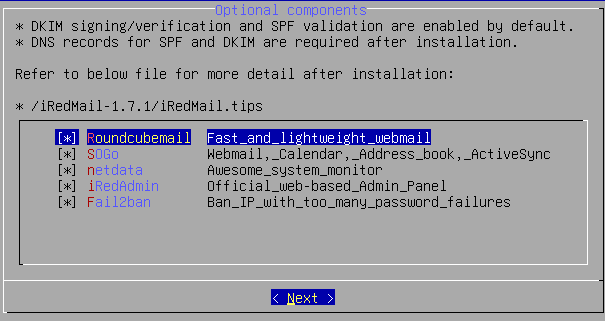 Optional components
* DKIM signing/verification and SPF validation are enabled by default.
* DNS records for SPF and DKIM are required after installation.
Refer to below file for more detail after installation:
* /iRedMail-1.7.1/iRedMail.tips
[*] Roundcubemail Fast_and_lightweight_webmail
[*] SOGo Webmail,_Calendar,_Address_book,_ActiveSync
[*] netdata Awesome_system_monitor
[*] iRedAdmin Official_web-based_Admin_Panel
[*] Fail2ban Ban_IP_with_too_many_password_failures
< Next >